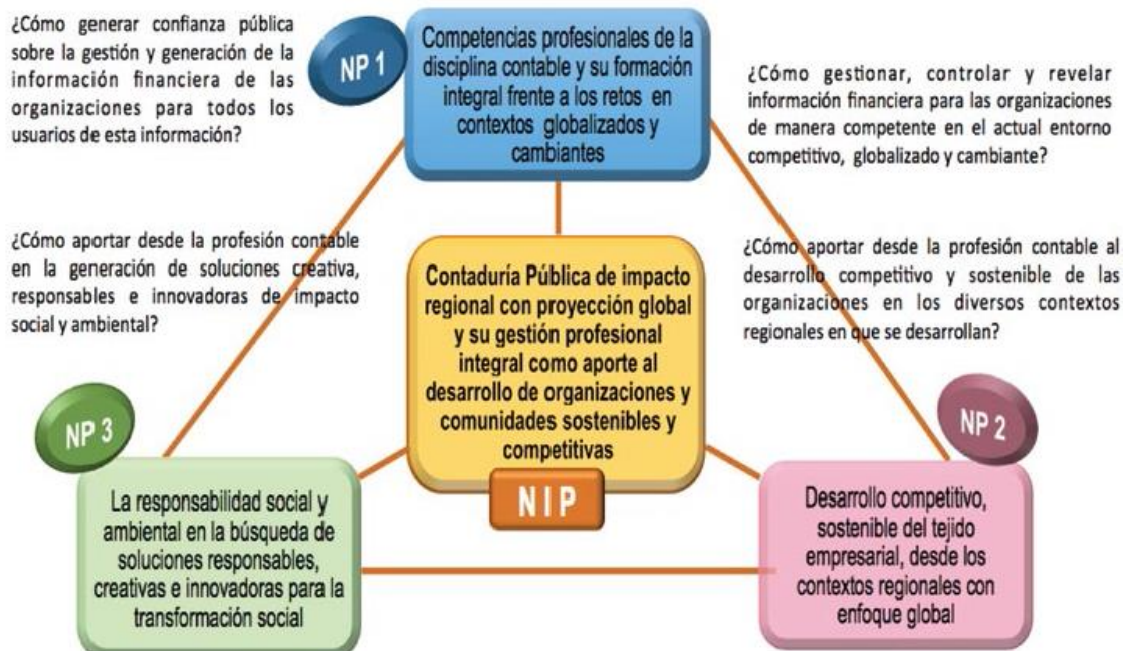 ¿Cómo generar confianza pública
sobre la gestión y generación de la
información financiera de las
organizaciones para todos los
usuarios de esta información?
NP 1
Competencias profesionales de la
disciplina contable y su formación
integral frente a los retos en
contextos globalizados y
cambiantes
¿Cómo gestionar, controlar y revelar
información financiera para las organizaciones
de manera competente en el actual entorno
competitivo, globalizado y cambiante?
¿Cómo aportar desde la profesión contable
en la generación de soluciones creativa,
responsables e innovadoras de impacto
social y ambiental?
Contaduría Pública de impacto
regional con proyección global
y su gestión profesional
integral como aporte al
desarrollo de organizaciones y
comunidades sostenibles y
competitivas
NIP
¿Cómo aportar desde la profesión contable al
desarrollo competitivo y sostenible de las
organizaciones en los diversos contextos
regionales en que se desarrollan?
NP 3
La responsabilidad social y
ambiental en la búsqueda de
soluciones responsables,
creativas e innovadoras para la
transformación social
NP 2
Desarrollo competitivo,
sostenible del tejido
empresarial, desde los
contextos regionales con
enfoque global